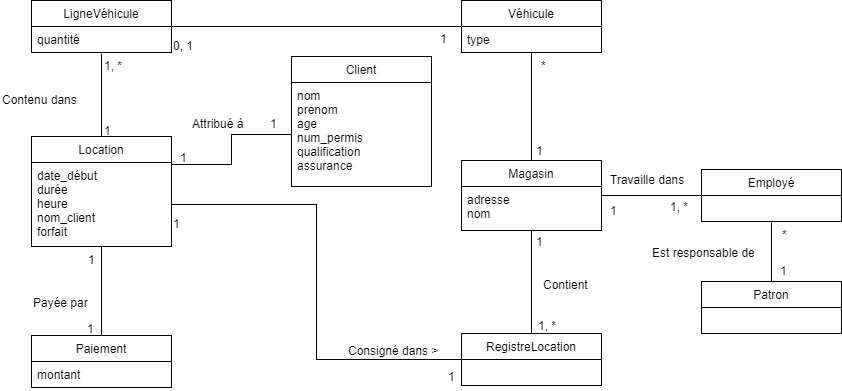 LigneVéhicule
quantité
0, 1
1
Véhicule
type
1, *
*
Contenu dans
1
Client
nom
prenom
age
num_permis
qualification
assurance
Attribué à
1
1
Location
date_début
durée
heure
nom_client
forfait
1
1
Magasin
adresse
nom
Travaille dans
1
1, *
Employé
*
Est responsable de
1
Patron
1
Payée par
1
Paiement
montant
1
Contient
1, *
Consigné dans >
1
RegistreLocation